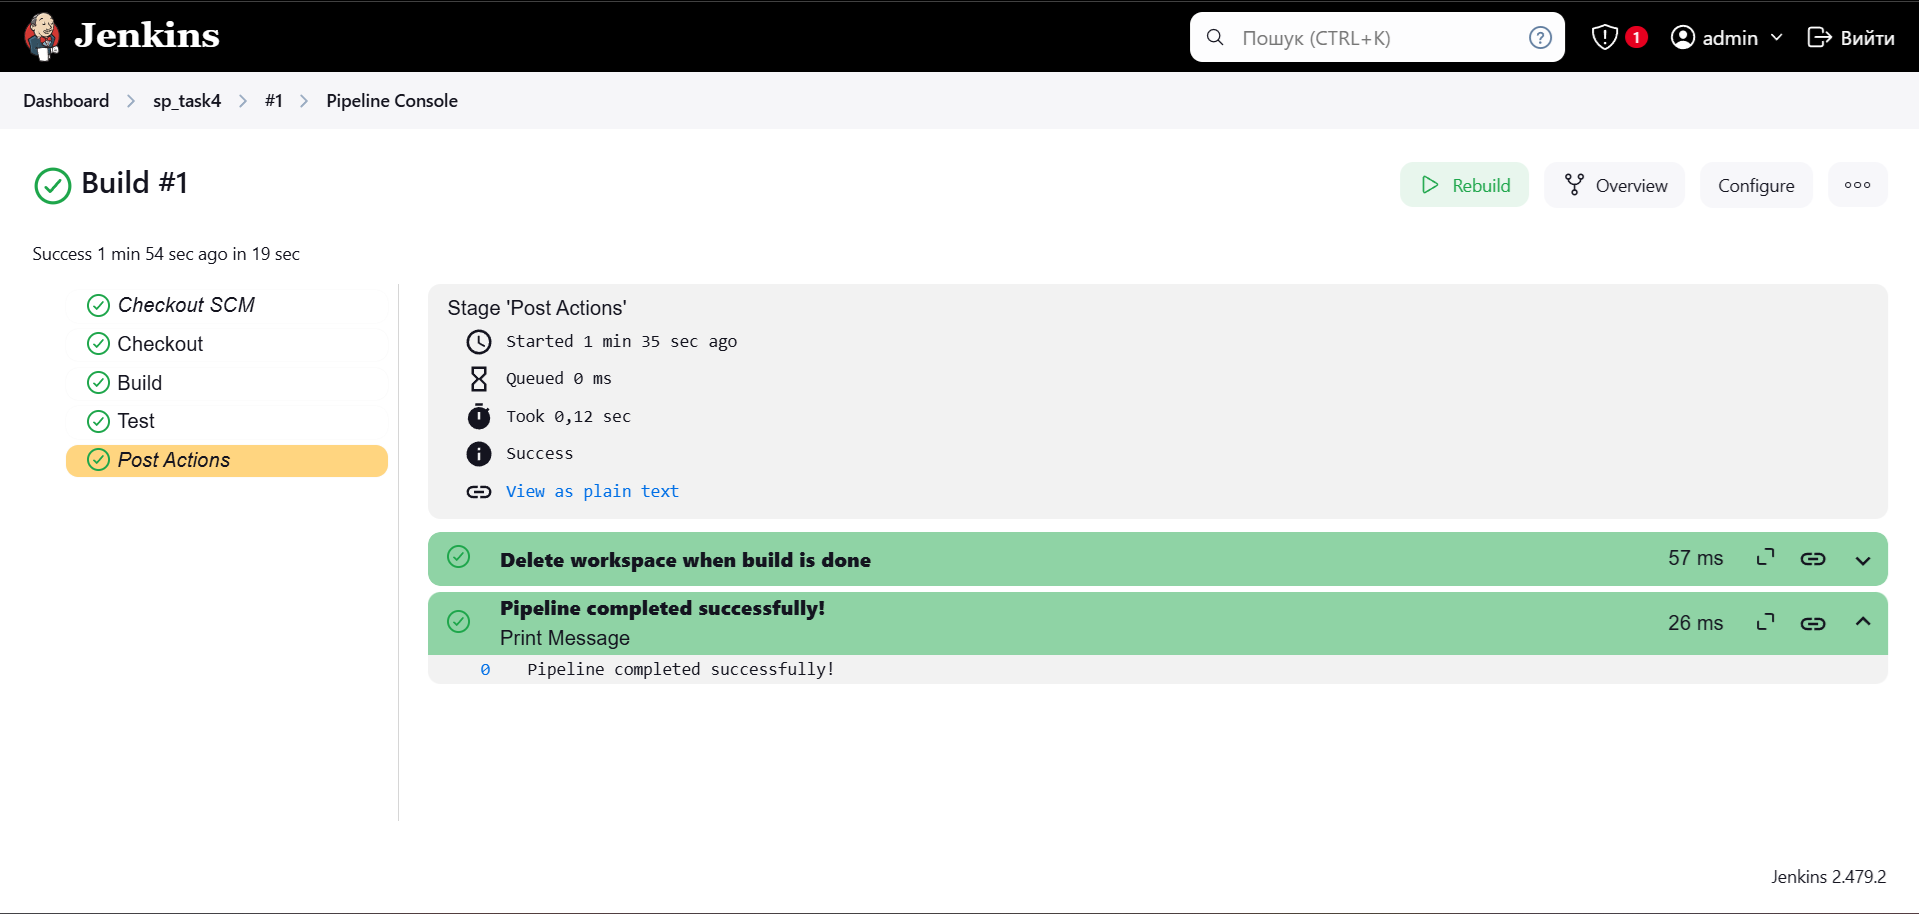 Jenkins
Пошук (CTRL+K)
?
1
admin
Вийти
Dashboard
sp_task4
#1
Pipeline Console
Build #1
Rebuild
Overview
Configure
Success 1 min 54 sec ago in 19 sec
Checkout SCM
Checkout
Build
Test
Post Actions
Stage 'Post Actions'
Started 1 min 35 sec ago
Queued 0 ms
Took 0,12 sec
Success
View as plain text
Delete workspace when build is done
57 ms
Pipeline completed successfully!
Print Message
26 ms
0 Pipeline completed successfully!
Jenkins 2.479.2